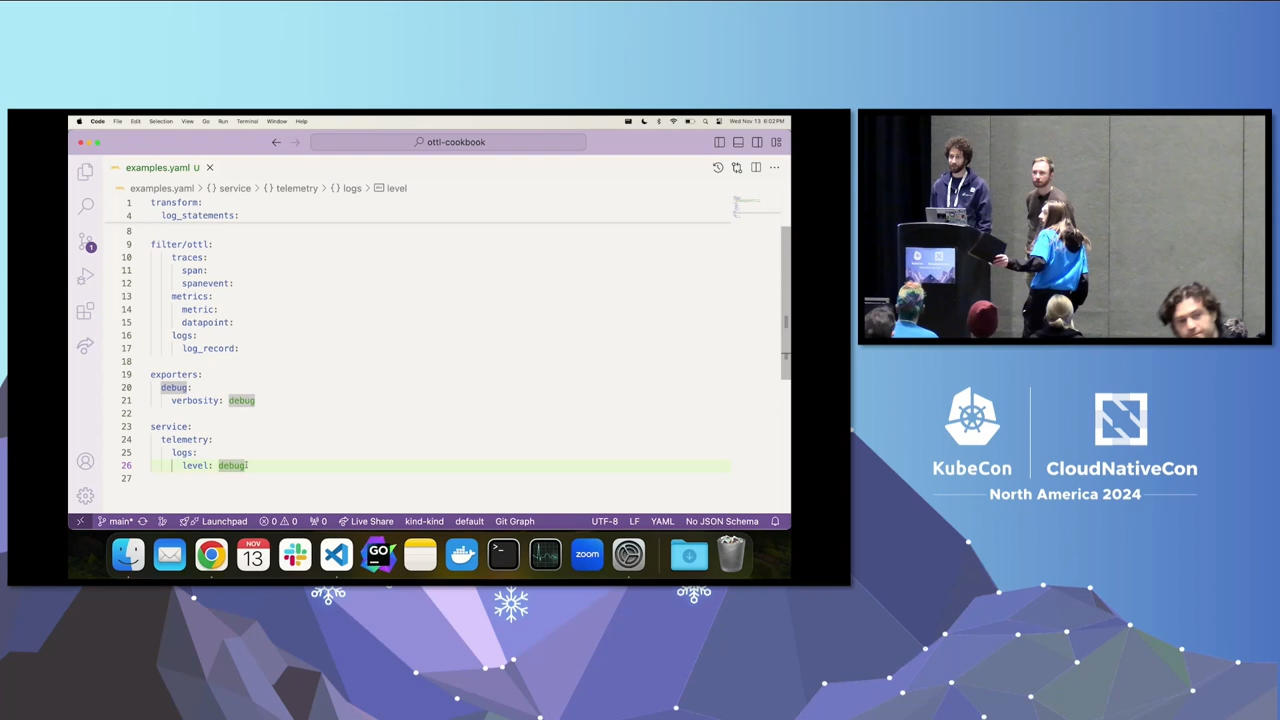 Code File Edit Selection View Go Run Terminal Window Help
Wed Nov 13 6:02PM
ottl-cookbook
examples.yaml U
examples.yaml > {} service > {} telemetry > {} logs > level
1 transform:
4 log_statements:
8
9 filter/ottl:
10 traces:
11 span:
12 spanevent:
13 metrics:
14 metric:
15 datapoint:
16 logs:
17 log_record:
18
19 exporters:
20 debug:
21 verbosity: debug
22
23 service:
24 telemetry:
25 logs:
26 level: debug
27
1
main* Launchpad 0 0 0 Live Share kind-kind default Git Graph UTF-8 LF YAML No JSON Schema
NOV
13
GO
zoom
KubeCon
CloudNativeCon
North America 2024